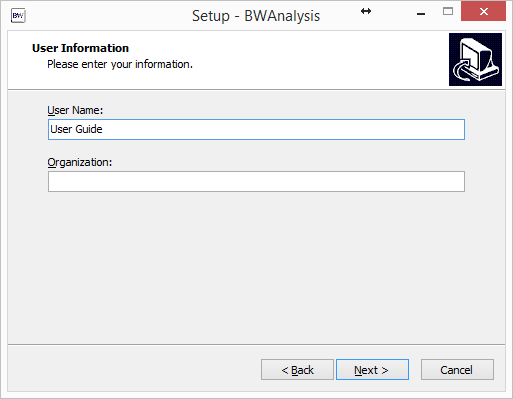 BW
Setup - BWAnalysis
User Information
Please enter your information.
User Name:
User Guide
Organization:
< Back
Next >
Cancel